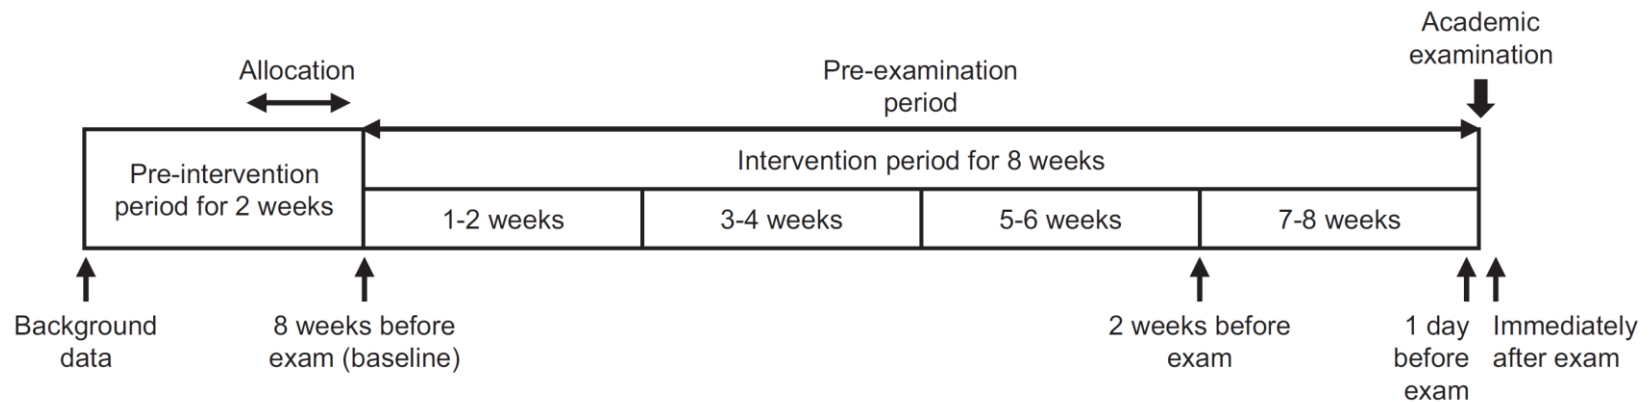 Academic
examination
Allocation
Pre-examination
period
Pre-intervention
period for 2 weeks
Intervention period for 8 weeks
1-2 weeks
3-4 weeks
5-6 weeks
7-8 weeks
Background
data
8 weeks before
exam (baseline)
2 weeks before
exam
1 day
before
exam
Immediately
after exam